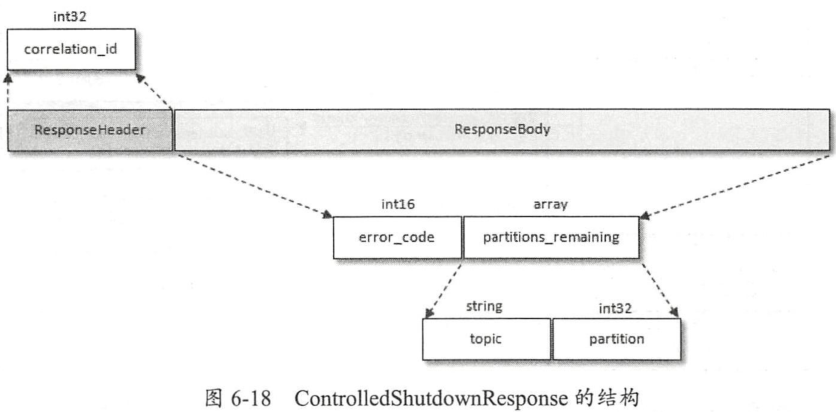 int32
correlation_id
ResponseHeader ResponseBody
int16 array
error_code partitions_remaining
string int32
topic partition
图 6-18 ControlledShutdownResponse 的结构